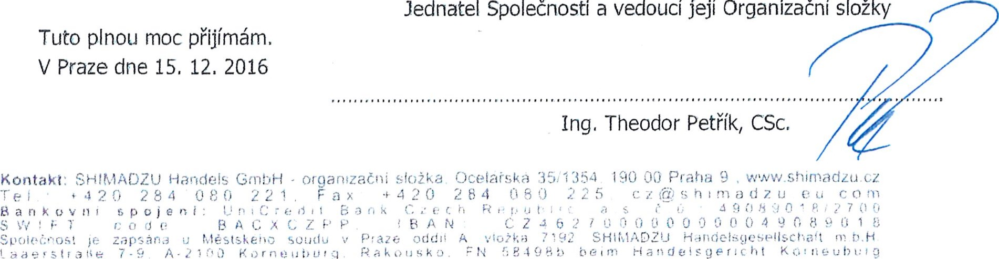 Jednatel Společnosti a vedoucí její Organizační složky
Tuto plnou moc přijímám.
V Praze dne 15. 12. 2016
Ing. Theodor Petřík, CSc.
Kontakt: SHIMADZU Handels GmbH - organizační složka, Ocelářská 35/1354, 190 00 Praha 9 , www.shimadzu.cz
Tel.: +420 284 080 221, Fax +420 284 080 225, cz@shimadzu.eu.com
Bankovní spojení: UniCredit Bank Czech Republic a.s. č.ú.: 49089018/2700
SWIFT code BACXCZPP, IBAN: CZ4627000000000049089018
Společnost je zapsána u Městského soudu v Praze oddíl A vložka 7192 SHIMADZU Handelsgesellschaft m.b.H.
Laaerstraße 7-9, A-2100 Korneuburg, Rakousko, FN 58498b beim Handelsgericht Korneuburg